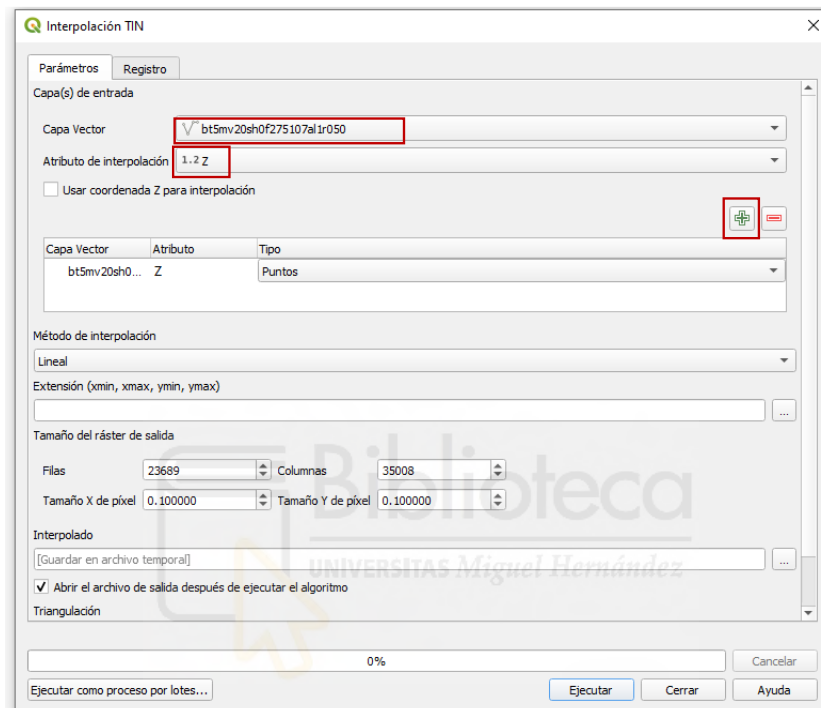 Interpolación TIN
Parámetros Registro
Capa(s) de entrada
Capa Vector bt5mv20sh0f275107al1r050
Atributo de interpolación 1.2 Z
Usar coordenada Z para interpolación
Capa Vector Atributo Tipo
bt5mv20sh0... Z Puntos
Método de interpolación
Lineal
Extensión (xmin, xmax, ymin, ymax)
...
Tamaño del ráster de salida
Filas 23689 Columnas 35008
Tamaño X de píxel 0.100000 Tamaño Y de píxel 0.100000
Biblioteca
Interpolado
[Guardar en archivo temporal] ...
UNIVERSITAS Miguel Hernández
Abrir el archivo de salida después de ejecutar el algoritmo
Triangulación
0% Cancelar
Ejecutar como proceso por lotes... Ejecutar Cerrar Ayuda